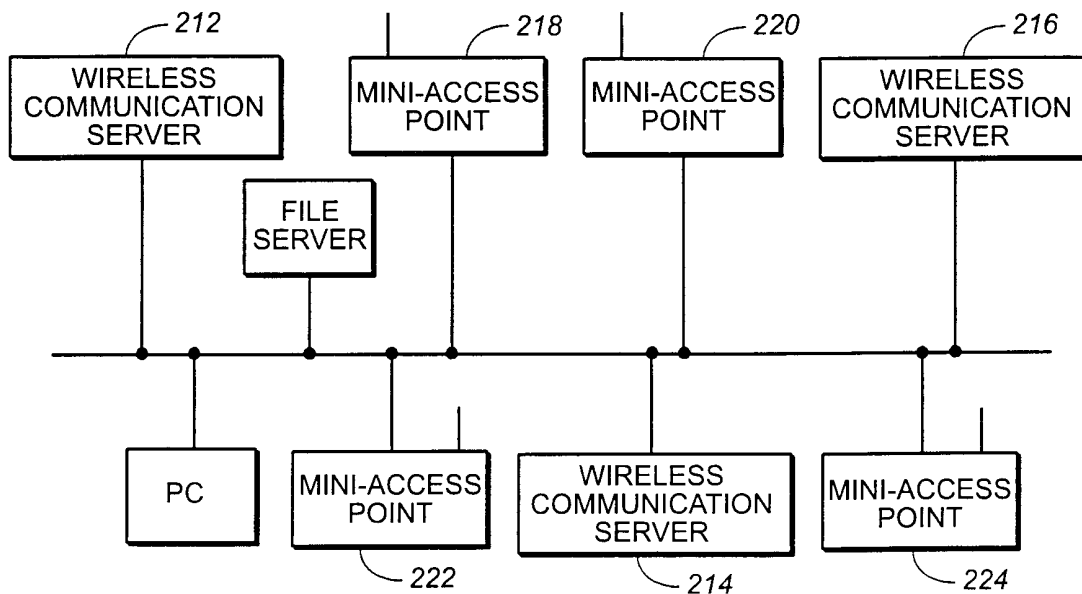 212
218
220
216
WIRELESS
COMMUNICATION
SERVER
MINI-ACCESS
POINT
MINI-ACCESS
POINT
WIRELESS
COMMUNICATION
SERVER
FILE
SERVER
PC
MINI-ACCESS
POINT
WIRELESS
COMMUNICATION
SERVER
MINI-ACCESS
POINT
222
214
224